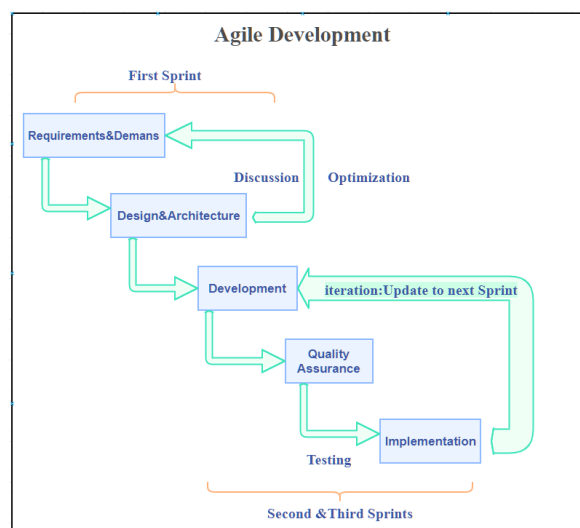 Agile Development
First Sprint
Requirements&Demans
Discussion
Optimization
Design&Architecture
Development
iteration:Update to next Sprint
Quality
Assurance
Implementation
Testing
Second &Third Sprints